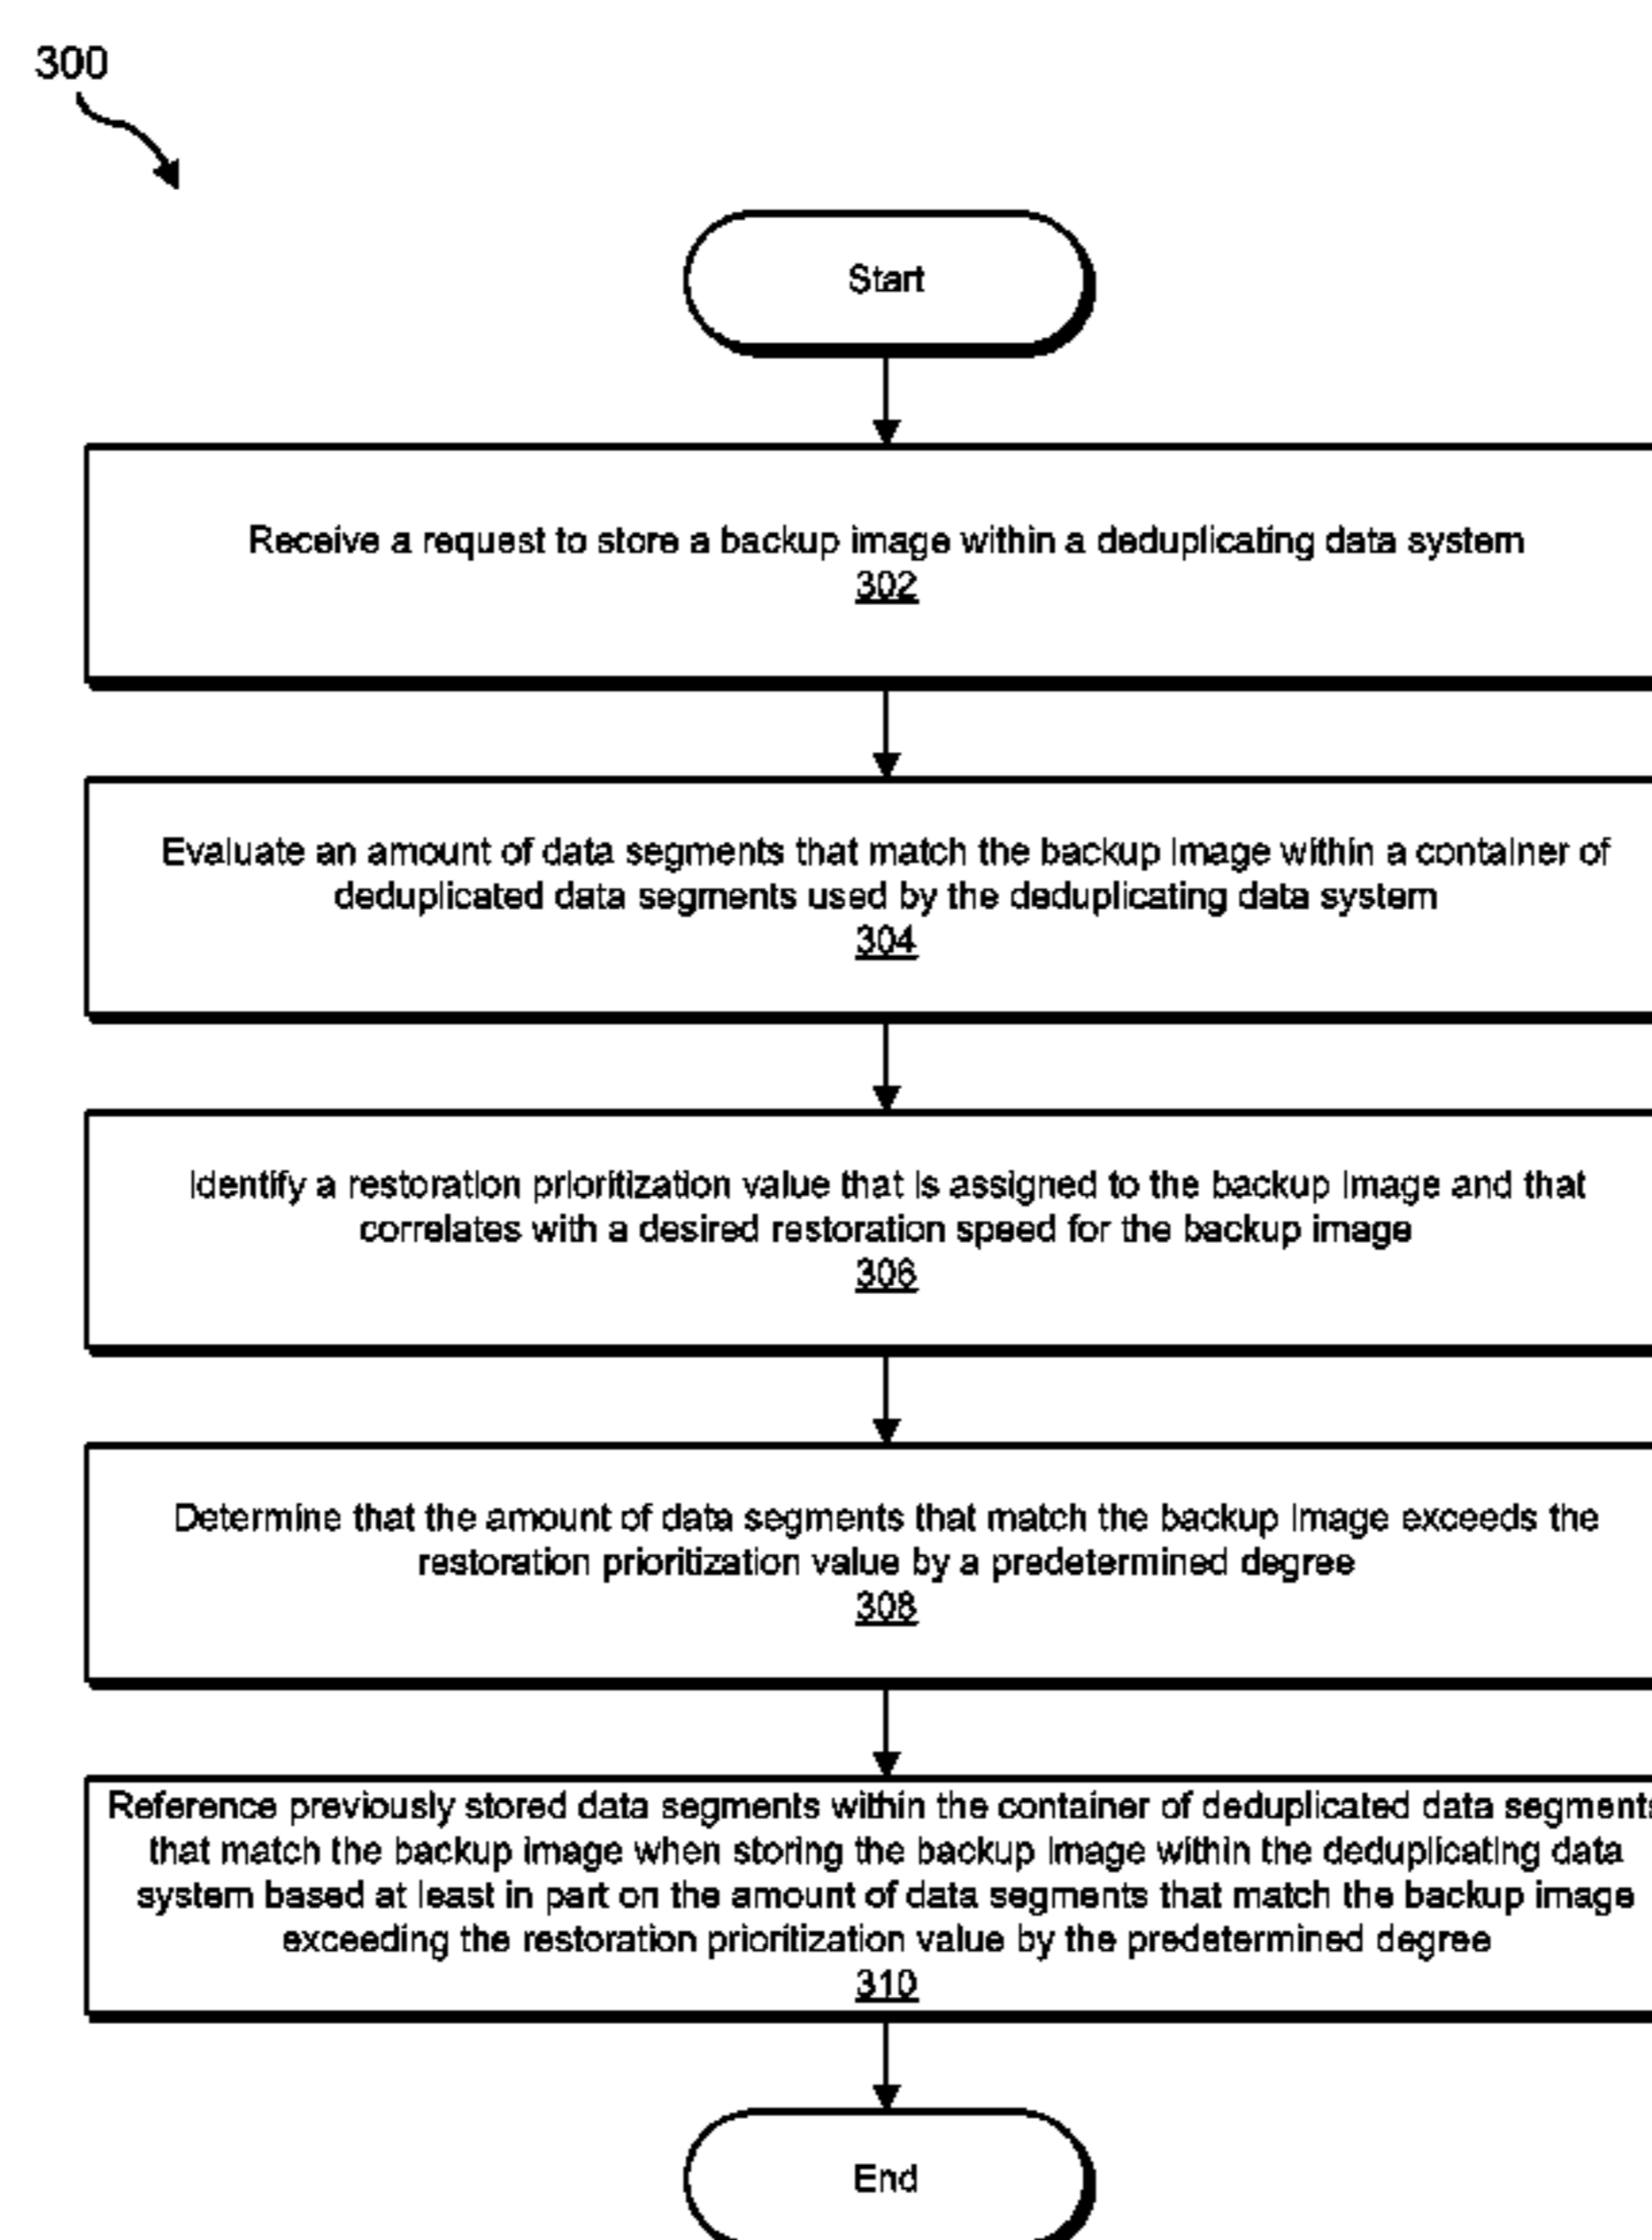 300
Start
Receive a request to store a backup image within a deduplicating data system
302
Evaluate an amount of data segments that match the backup image within a container of
deduplicated data segments used by the deduplicating data system
304
Identify a restoration prioritization value that is assigned to the backup image and that
correlates with a desired restoration speed for the backup image
306
Determine that the amount of data segments that match the backup image exceeds the
restoration prioritization value by a predetermined degree
308
Reference previously stored data segments within the container of deduplicated data segments
that match the backup image when storing the backup image within the deduplicating data
system based at least in part on the amount of data segments that match the backup image
exceeding the restoration prioritization value by the predetermined degree
310
End